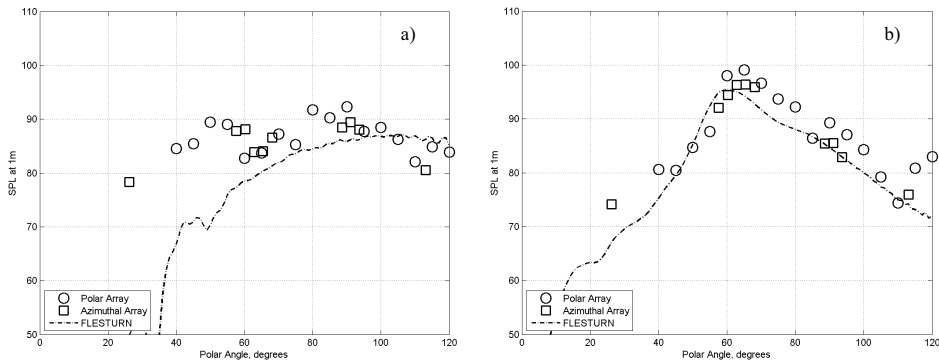 a)
110
100
90
80
70
60
50
SPL at 1m
0 20 40 60 80 100 120
Polar Angle, degrees
Polar Array
Azimuthal Array
FLESTURN
b)
110
100
90
80
70
60
50
SPL at 1m
0 20 40 60 80 100 120
Polar Angle, degrees
Polar Array
Azimuthal Array
FLESTURN